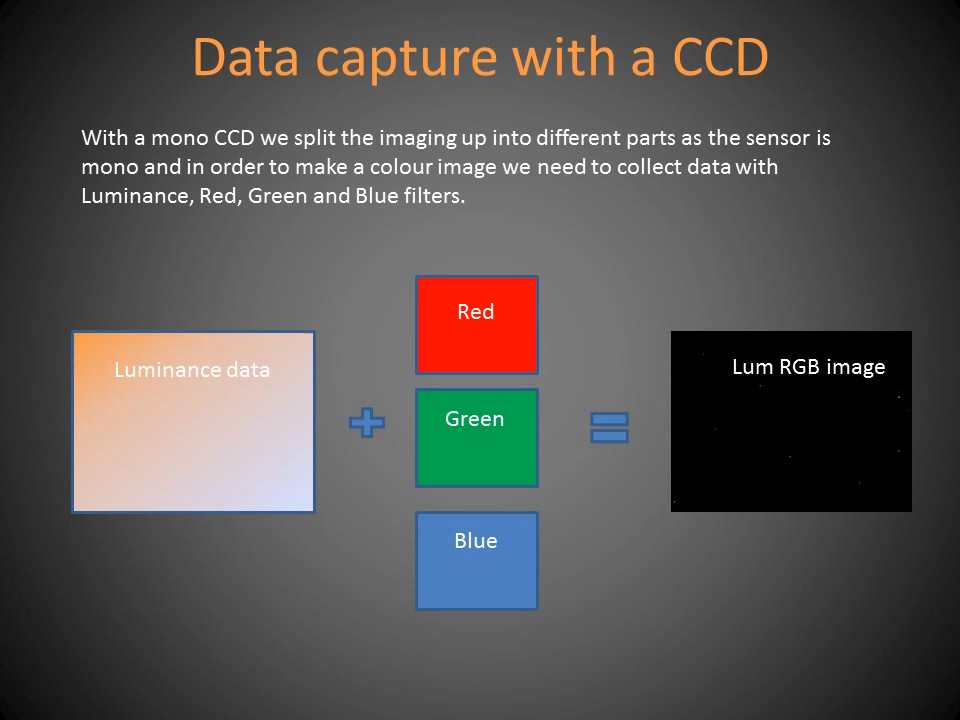 Data capture with a CCD
With a mono CCD we split the imaging up into different parts as the sensor is
mono and in order to make a colour image we need to collect data with
Luminance, Red, Green and Blue filters.
Red
Luminance data
Lum RGB image
Green
Blue